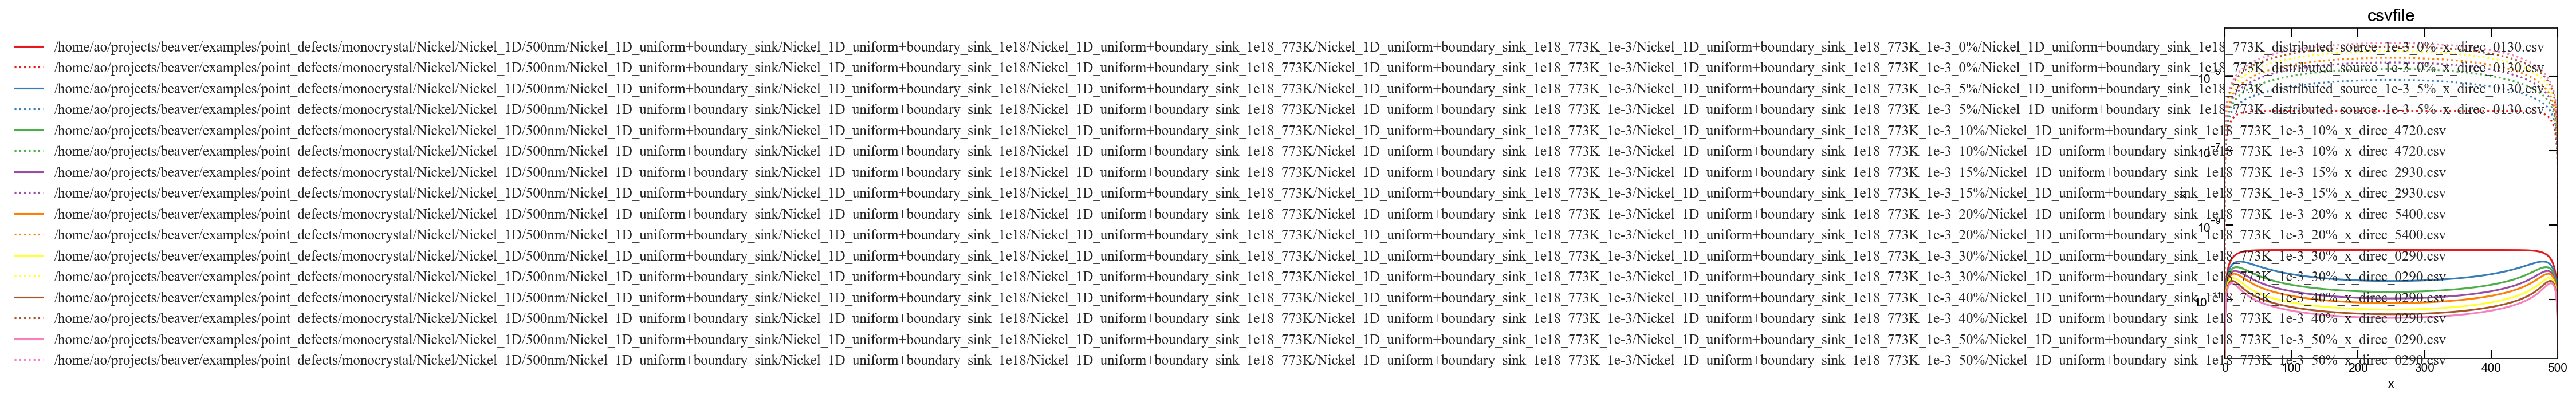 csvfile
/home/ao/projects/beaver/examples/point_defects/monocrystal/Nickel/Nickel_1D/500nm/Nickel_1D_uniform+boundary_sink/Nickel_1D_uniform+boundary_sink_1e18/Nickel_1D_uniform+boundary_sink_1e18_773K/Nickel_1D_uniform+boundary_sink_1e18_773K_1e-3/Nickel_1D_uniform+boundary_sink_1e18_773K_1e-3_0%/Nickel_1D_uniform+boundary_sink_1e18_773K_distributed_source_1e-3_0%_x_direc_0130.csv
/home/ao/projects/beaver/examples/point_defects/monocrystal/Nickel/Nickel_1D/500nm/Nickel_1D_uniform+boundary_sink/Nickel_1D_uniform+boundary_sink_1e18/Nickel_1D_uniform+boundary_sink_1e18_773K/Nickel_1D_uniform+boundary_sink_1e18_773K_1e-3/Nickel_1D_uniform+boundary_sink_1e18_773K_1e-3_0%/Nickel_1D_uniform+boundary_sink_1e18_773K_distributed_source_1e-3_0%_x_direc_0130.csv
/home/ao/projects/beaver/examples/point_defects/monocrystal/Nickel/Nickel_1D/500nm/Nickel_1D_uniform+boundary_sink/Nickel_1D_uniform+boundary_sink_1e18/Nickel_1D_uniform+boundary_sink_1e18_773K/Nickel_1D_uniform+boundary_sink_1e18_773K_1e-3/Nickel_1D_uniform+boundary_sink_1e18_773K_1e-3_5%/Nickel_1D_uniform+boundary_sink_1e18_773K_distributed_source_1e-3_5%_x_direc_0130.csv
/home/ao/projects/beaver/examples/point_defects/monocrystal/Nickel/Nickel_1D/500nm/Nickel_1D_uniform+boundary_sink/Nickel_1D_uniform+boundary_sink_1e18/Nickel_1D_uniform+boundary_sink_1e18_773K/Nickel_1D_uniform+boundary_sink_1e18_773K_1e-3/Nickel_1D_uniform+boundary_sink_1e18_773K_1e-3_5%/Nickel_1D_uniform+boundary_sink_1e18_773K_distributed_source_1e-3_5%_x_direc_0130.csv
/home/ao/projects/beaver/examples/point_defects/monocrystal/Nickel/Nickel_1D/500nm/Nickel_1D_uniform+boundary_sink/Nickel_1D_uniform+boundary_sink_1e18/Nickel_1D_uniform+boundary_sink_1e18_773K/Nickel_1D_uniform+boundary_sink_1e18_773K_1e-3/Nickel_1D_uniform+boundary_sink_1e18_773K_1e-3_10%/Nickel_1D_uniform+boundary_sink_1e18_773K_1e-3_10%_x_direc_4720.csv
/home/ao/projects/beaver/examples/point_defects/monocrystal/Nickel/Nickel_1D/500nm/Nickel_1D_uniform+boundary_sink/Nickel_1D_uniform+boundary_sink_1e18/Nickel_1D_uniform+boundary_sink_1e18_773K/Nickel_1D_uniform+boundary_sink_1e18_773K_1e-3/Nickel_1D_uniform+boundary_sink_1e18_773K_1e-3_10%/Nickel_1D_uniform+boundary_sink_1e18_773K_1e-3_10%_x_direc_4720.csv
/home/ao/projects/beaver/examples/point_defects/monocrystal/Nickel/Nickel_1D/500nm/Nickel_1D_uniform+boundary_sink/Nickel_1D_uniform+boundary_sink_1e18/Nickel_1D_uniform+boundary_sink_1e18_773K/Nickel_1D_uniform+boundary_sink_1e18_773K_1e-3/Nickel_1D_uniform+boundary_sink_1e18_773K_1e-3_15%/Nickel_1D_uniform+boundary_sink_1e18_773K_1e-3_15%_x_direc_2930.csv
/home/ao/projects/beaver/examples/point_defects/monocrystal/Nickel/Nickel_1D/500nm/Nickel_1D_uniform+boundary_sink/Nickel_1D_uniform+boundary_sink_1e18/Nickel_1D_uniform+boundary_sink_1e18_773K/Nickel_1D_uniform+boundary_sink_1e18_773K_1e-3/Nickel_1D_uniform+boundary_sink_1e18_773K_1e-3_15%/Nickel_1D_uniform+boundary_sink_1e18_773K_1e-3_15%_x_direc_2930.csv
/home/ao/projects/beaver/examples/point_defects/monocrystal/Nickel/Nickel_1D/500nm/Nickel_1D_uniform+boundary_sink/Nickel_1D_uniform+boundary_sink_1e18/Nickel_1D_uniform+boundary_sink_1e18_773K/Nickel_1D_uniform+boundary_sink_1e18_773K_1e-3/Nickel_1D_uniform+boundary_sink_1e18_773K_1e-3_20%/Nickel_1D_uniform+boundary_sink_1e18_773K_1e-3_20%_x_direc_5400.csv
/home/ao/projects/beaver/examples/point_defects/monocrystal/Nickel/Nickel_1D/500nm/Nickel_1D_uniform+boundary_sink/Nickel_1D_uniform+boundary_sink_1e18/Nickel_1D_uniform+boundary_sink_1e18_773K/Nickel_1D_uniform+boundary_sink_1e18_773K_1e-3/Nickel_1D_uniform+boundary_sink_1e18_773K_1e-3_20%/Nickel_1D_uniform+boundary_sink_1e18_773K_1e-3_20%_x_direc_5400.csv
/home/ao/projects/beaver/examples/point_defects/monocrystal/Nickel/Nickel_1D/500nm/Nickel_1D_uniform+boundary_sink/Nickel_1D_uniform+boundary_sink_1e18/Nickel_1D_uniform+boundary_sink_1e18_773K/Nickel_1D_uniform+boundary_sink_1e18_773K_1e-3/Nickel_1D_uniform+boundary_sink_1e18_773K_1e-3_30%/Nickel_1D_uniform+boundary_sink_1e18_773K_1e-3_30%_x_direc_0290.csv
/home/ao/projects/beaver/examples/point_defects/monocrystal/Nickel/Nickel_1D/500nm/Nickel_1D_uniform+boundary_sink/Nickel_1D_uniform+boundary_sink_1e18/Nickel_1D_uniform+boundary_sink_1e18_773K/Nickel_1D_uniform+boundary_sink_1e18_773K_1e-3/Nickel_1D_uniform+boundary_sink_1e18_773K_1e-3_30%/Nickel_1D_uniform+boundary_sink_1e18_773K_1e-3_30%_x_direc_0290.csv
/home/ao/projects/beaver/examples/point_defects/monocrystal/Nickel/Nickel_1D/500nm/Nickel_1D_uniform+boundary_sink/Nickel_1D_uniform+boundary_sink_1e18/Nickel_1D_uniform+boundary_sink_1e18_773K/Nickel_1D_uniform+boundary_sink_1e18_773K_1e-3/Nickel_1D_uniform+boundary_sink_1e18_773K_1e-3_40%/Nickel_1D_uniform+boundary_sink_1e18_773K_1e-3_40%_x_direc_0290.csv
/home/ao/projects/beaver/examples/point_defects/monocrystal/Nickel/Nickel_1D/500nm/Nickel_1D_uniform+boundary_sink/Nickel_1D_uniform+boundary_sink_1e18/Nickel_1D_uniform+boundary_sink_1e18_773K/Nickel_1D_uniform+boundary_sink_1e18_773K_1e-3/Nickel_1D_uniform+boundary_sink_1e18_773K_1e-3_40%/Nickel_1D_uniform+boundary_sink_1e18_773K_1e-3_40%_x_direc_0290.csv
/home/ao/projects/beaver/examples/point_defects/monocrystal/Nickel/Nickel_1D/500nm/Nickel_1D_uniform+boundary_sink/Nickel_1D_uniform+boundary_sink_1e18/Nickel_1D_uniform+boundary_sink_1e18_773K/Nickel_1D_uniform+boundary_sink_1e18_773K_1e-3/Nickel_1D_uniform+boundary_sink_1e18_773K_1e-3_50%/Nickel_1D_uniform+boundary_sink_1e18_773K_1e-3_50%_x_direc_0290.csv
/home/ao/projects/beaver/examples/point_defects/monocrystal/Nickel/Nickel_1D/500nm/Nickel_1D_uniform+boundary_sink/Nickel_1D_uniform+boundary_sink_1e18/Nickel_1D_uniform+boundary_sink_1e18_773K/Nickel_1D_uniform+boundary_sink_1e18_773K_1e-3/Nickel_1D_uniform+boundary_sink_1e18_773K_1e-3_50%/Nickel_1D_uniform+boundary_sink_1e18_773K_1e-3_50%_x_direc_0290.csv
0 100 200 300 400 500
x